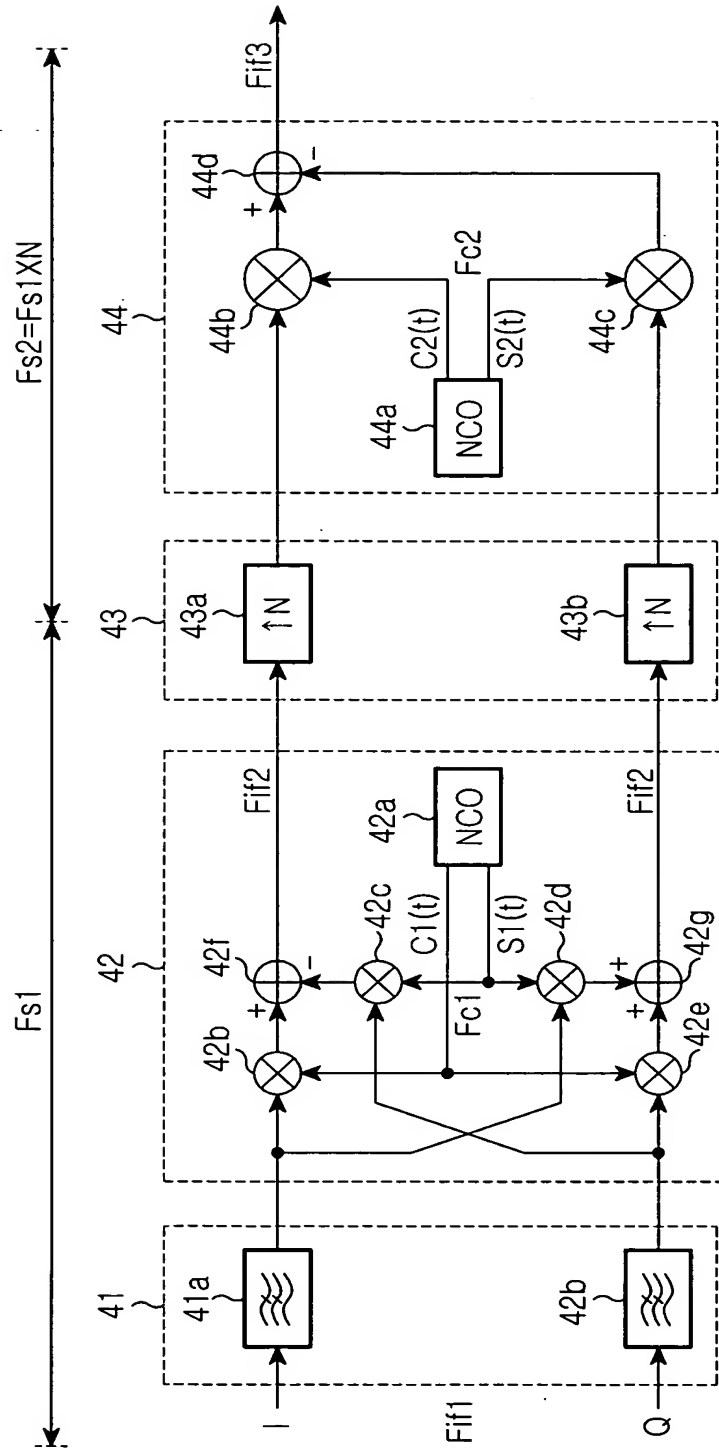 Fs1
Fs2=Fs1XN
41
42
43
44
I
Q
Fif1
41a
42b
42b
42f
+
-
42c
C1(t)
42a
NCO
Fc1
S1(t)
42d
+
+
42e
42g
Fif2
Fif2
43a
↑N
43b
↑N
44b
44a
NCO
C2(t)
S2(t)
Fc2
44c
+
-
44d
Fif3